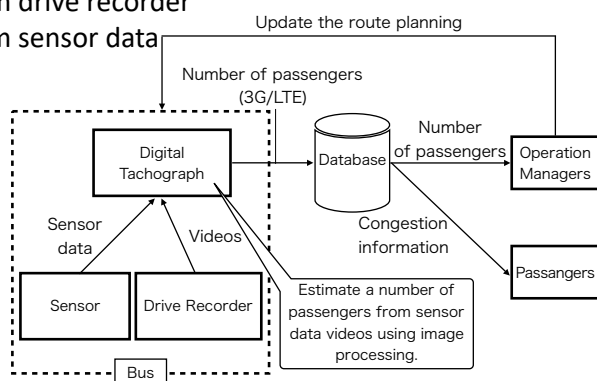 drive recorder
sensor data
Update the route planning
Number of passengers
(3G/LTE)
Digital
Tachograph
Database
Number
of passengers
Operation
Managers
Sensor
data
Videos
Congestion
information
Passangers
Sensor
Drive Recorder
Estimate a number of
passengers from sensor
data videos using image
processing.
Bus